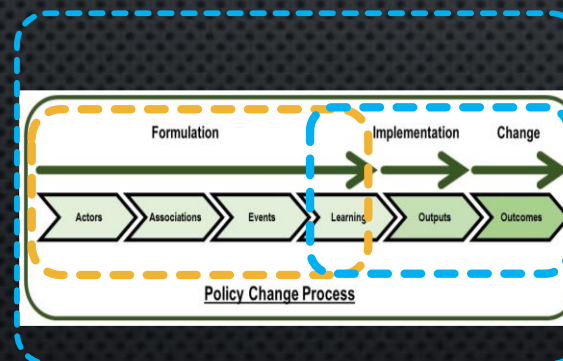 Formulation Implementation Change
Actors Associations Events Learning Outputs Outcomes
Policy Change Process